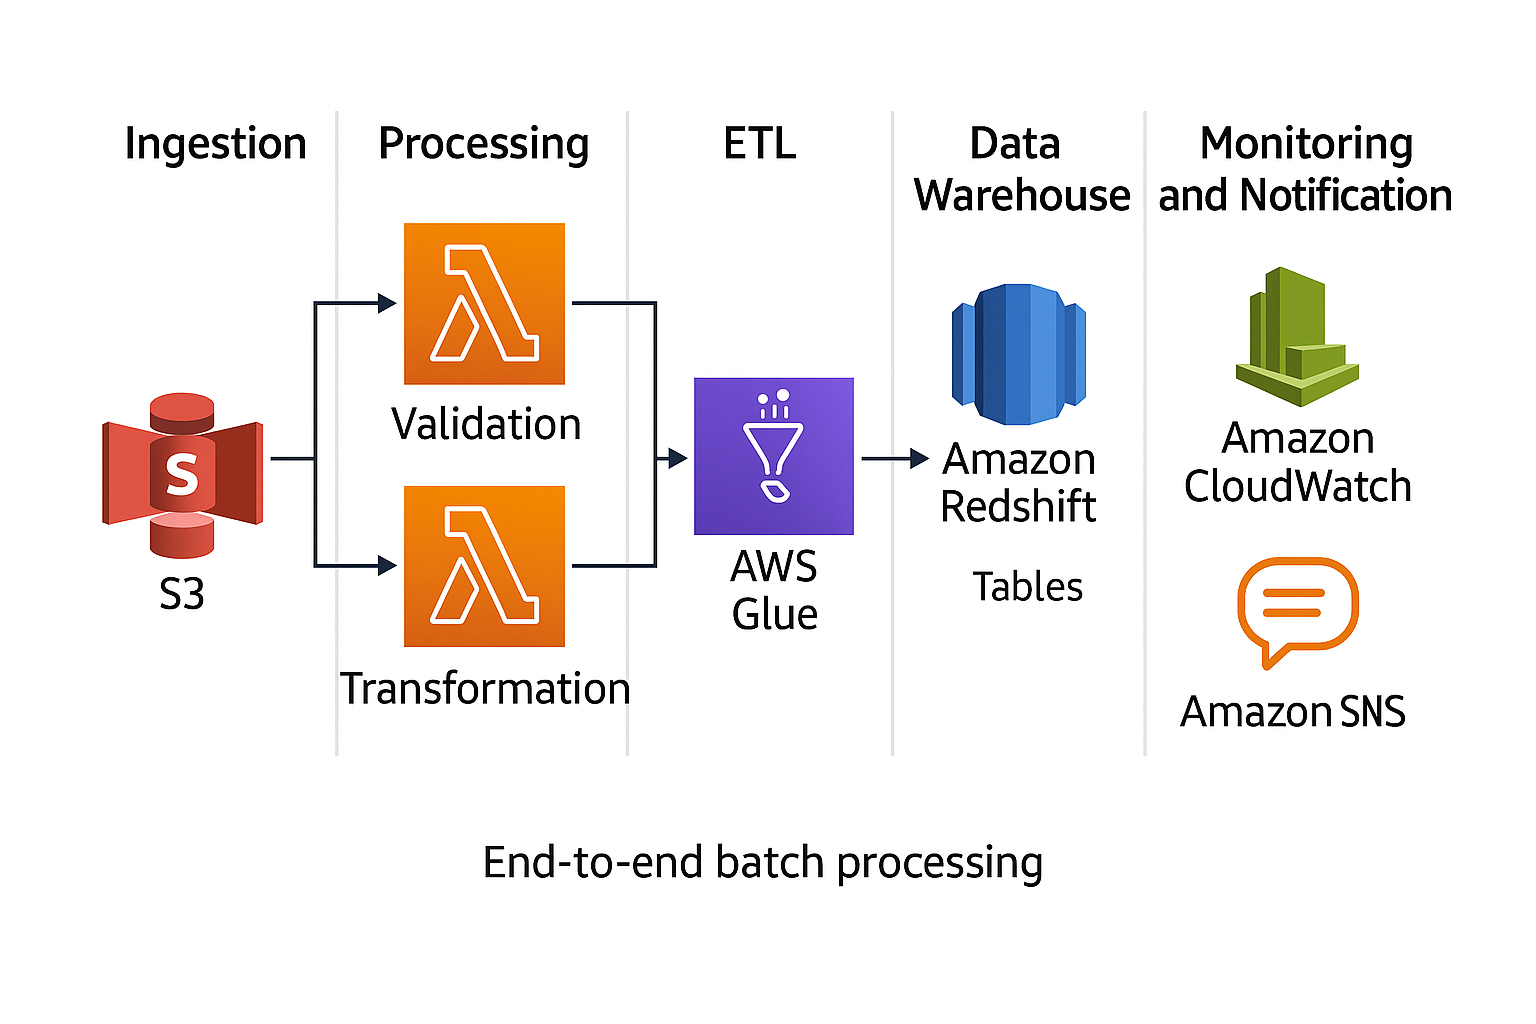 Ingestion
Processing
ETL
Data
Warehouse
Monitoring
and Notification
S
S3
Validation
Transformation
AWS
Glue
Amazon
Redshift
Tables
Amazon
CloudWatch
Amazon SNS
End-to-end batch processing